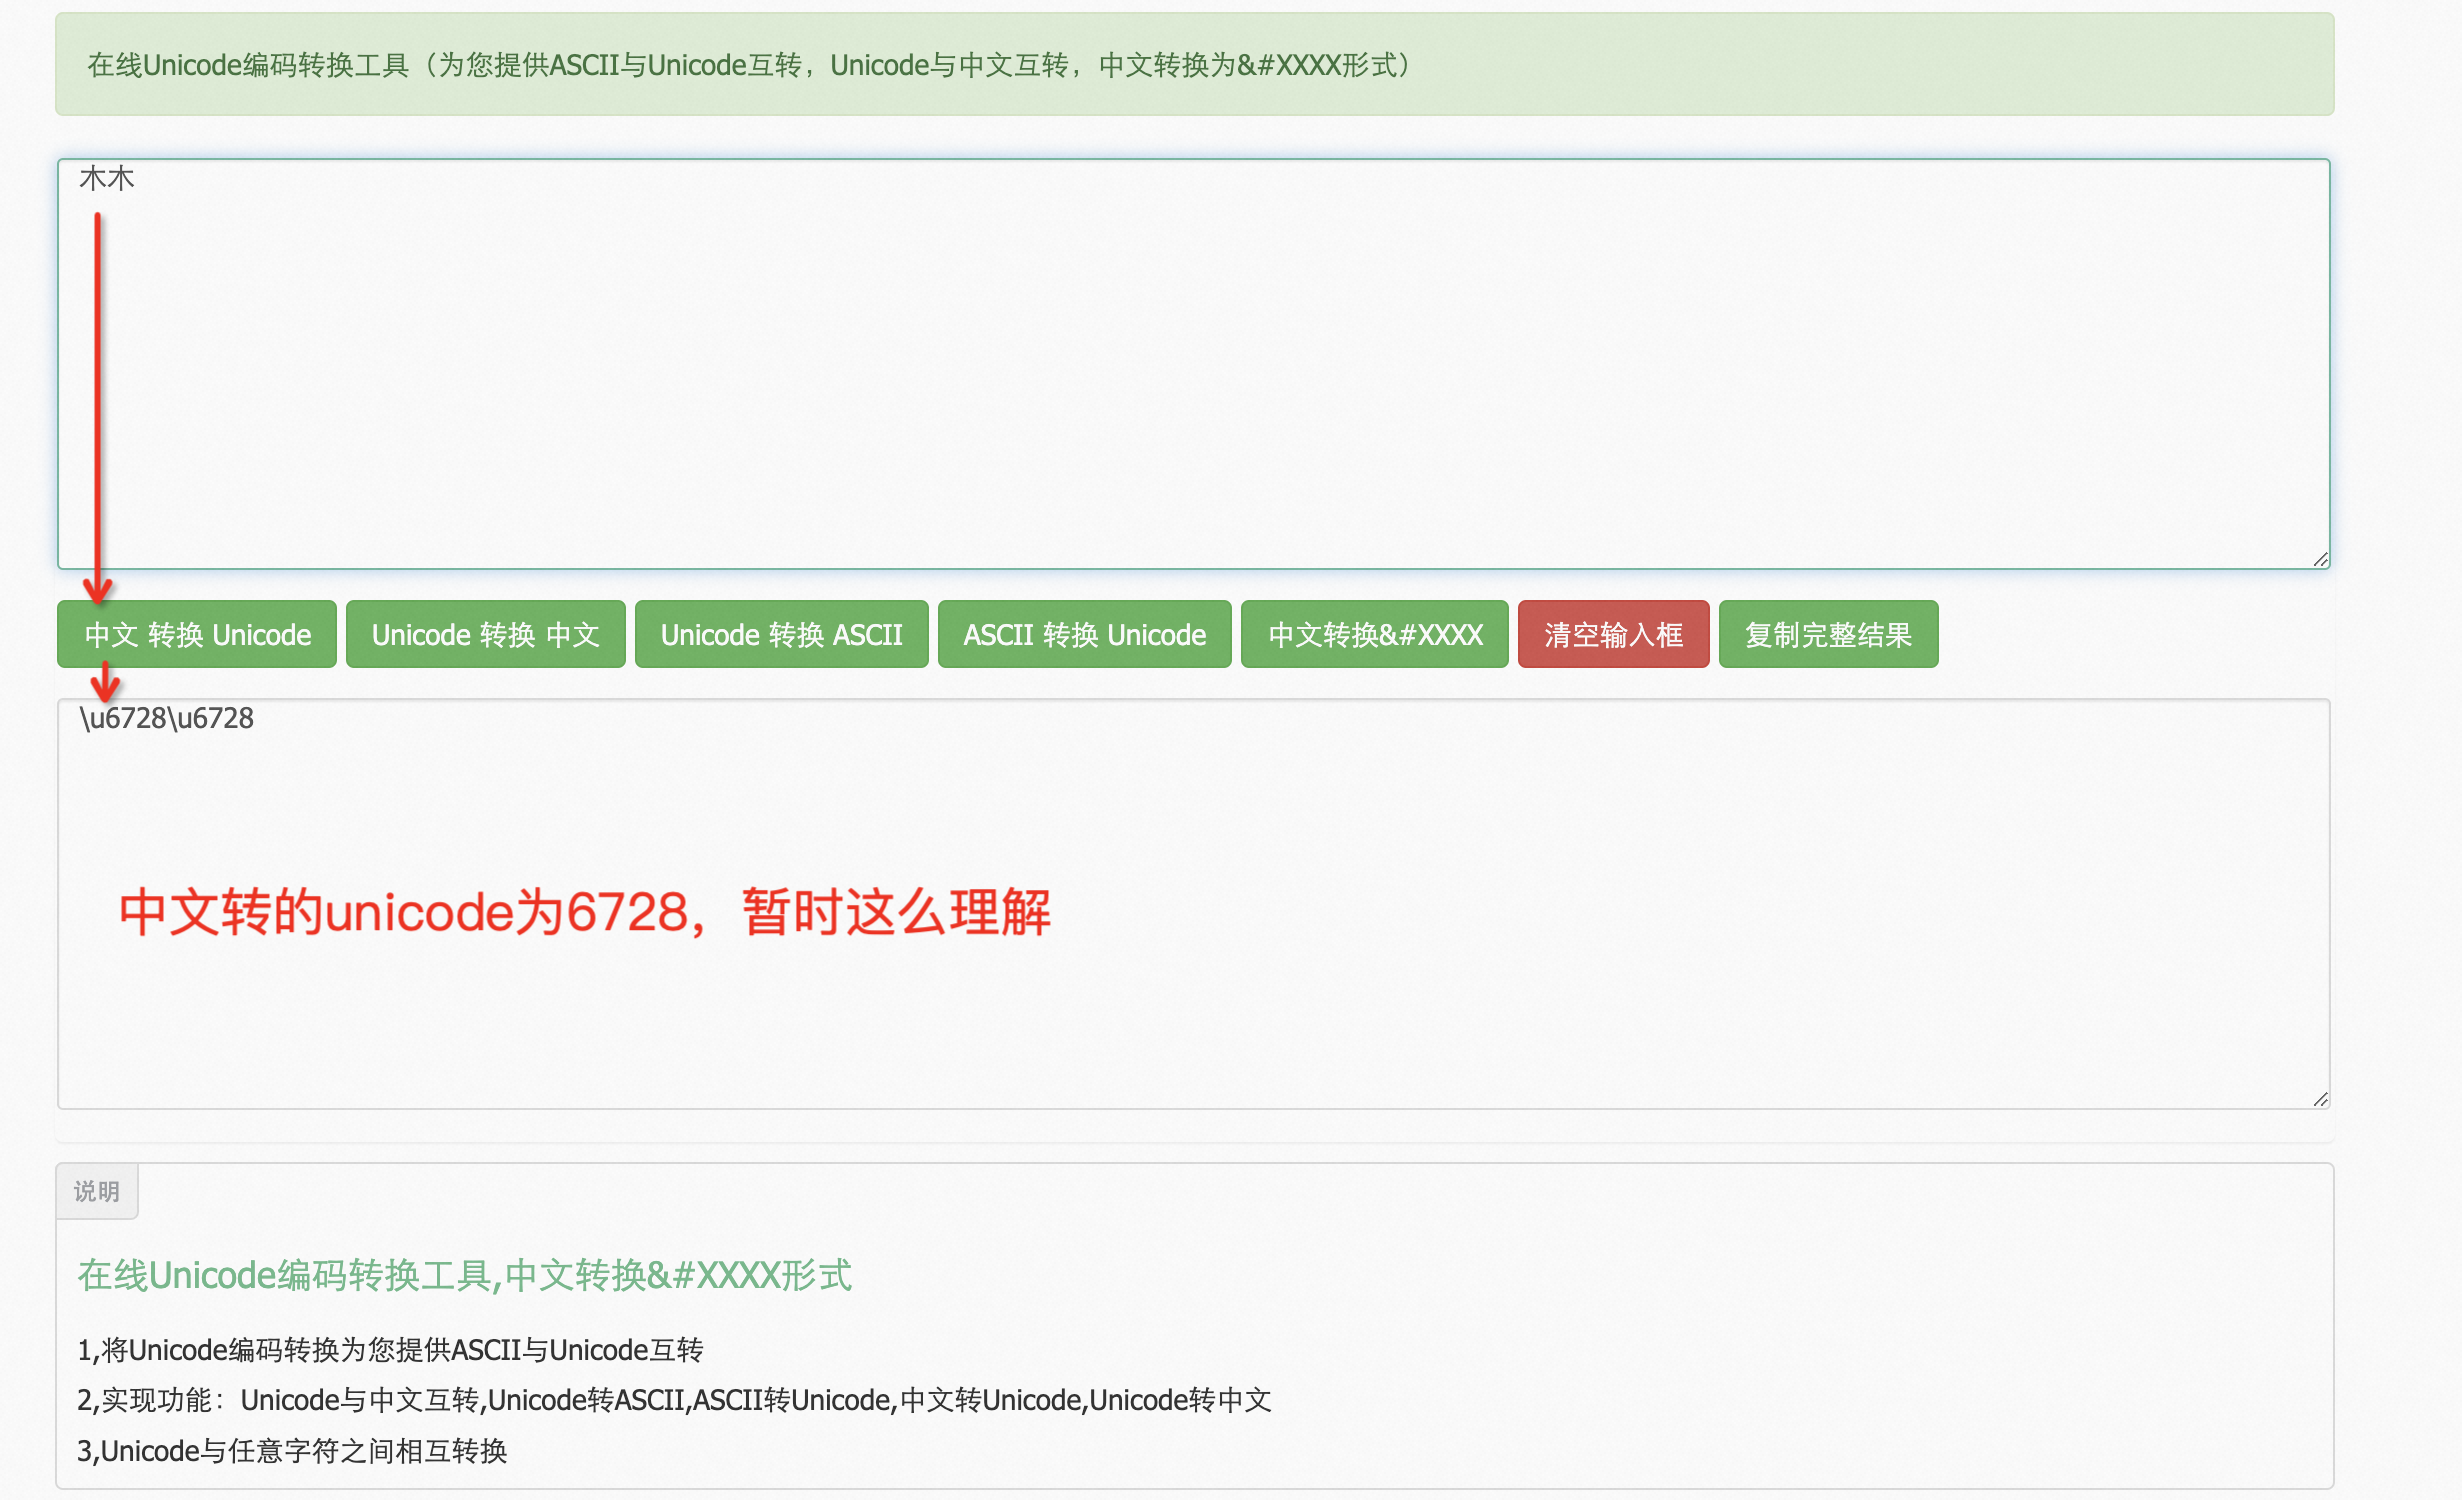 在线Unicode编码转换工具（为您提供ASCII与Unicode互转，Unicode与中文互转，中文转换为&#XXXX形式）
木木
中文 转换 Unicode
Unicode 转换 中文
Unicode 转换 ASCII
ASCII 转换 Unicode
中文转换&#XXXX
清空输入框
复制完整结果
\u6728\u6728
中文转的unicode为6728，暂时这么理解
说明
在线Unicode编码转换工具,中文转换&#XXXX形式
1,将Unicode编码转换为您提供ASCII与Unicode互转
2,实现功能：Unicode与中文互转,Unicode转ASCII,ASCII转Unicode,中文转Unicode,Unicode转中文
3,Unicode与任意字符之间相互转换